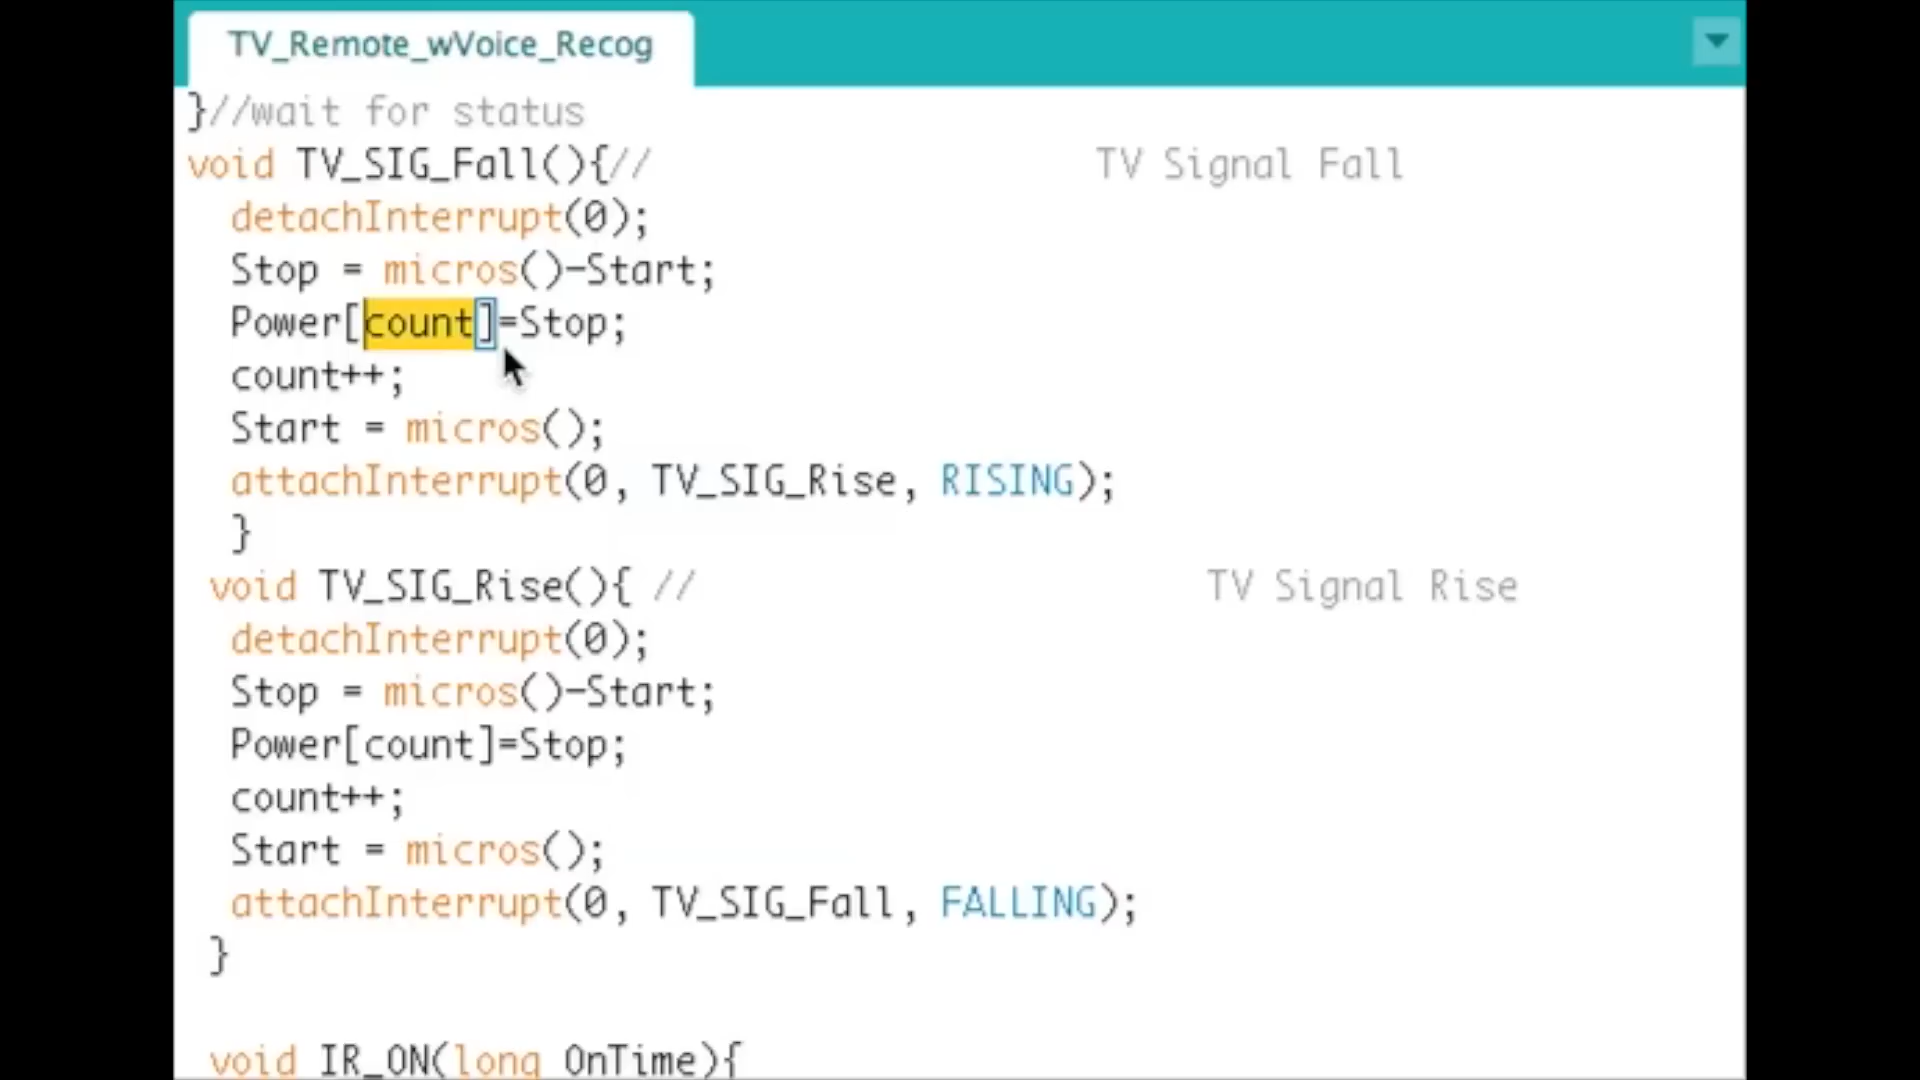 TV_Remote_wVoice_Recog
}//wait for status
void TV_SIG_Fall(){// TV Signal Fall
detachInterrupt(0);
Stop = micros()-Start;
Power[count]=Stop;
count++;
Start = micros();
attachInterrupt(0, TV_SIG_Rise, RISING);
}
void TV_SIG_Rise(){ // TV Signal Rise
detachInterrupt(0);
Stop = micros()-Start;
Power[count]=Stop;
count++;
Start = micros();
attachInterrupt(0, TV_SIG_Fall, FALLING);
}
void IR_ON(long OnTime){